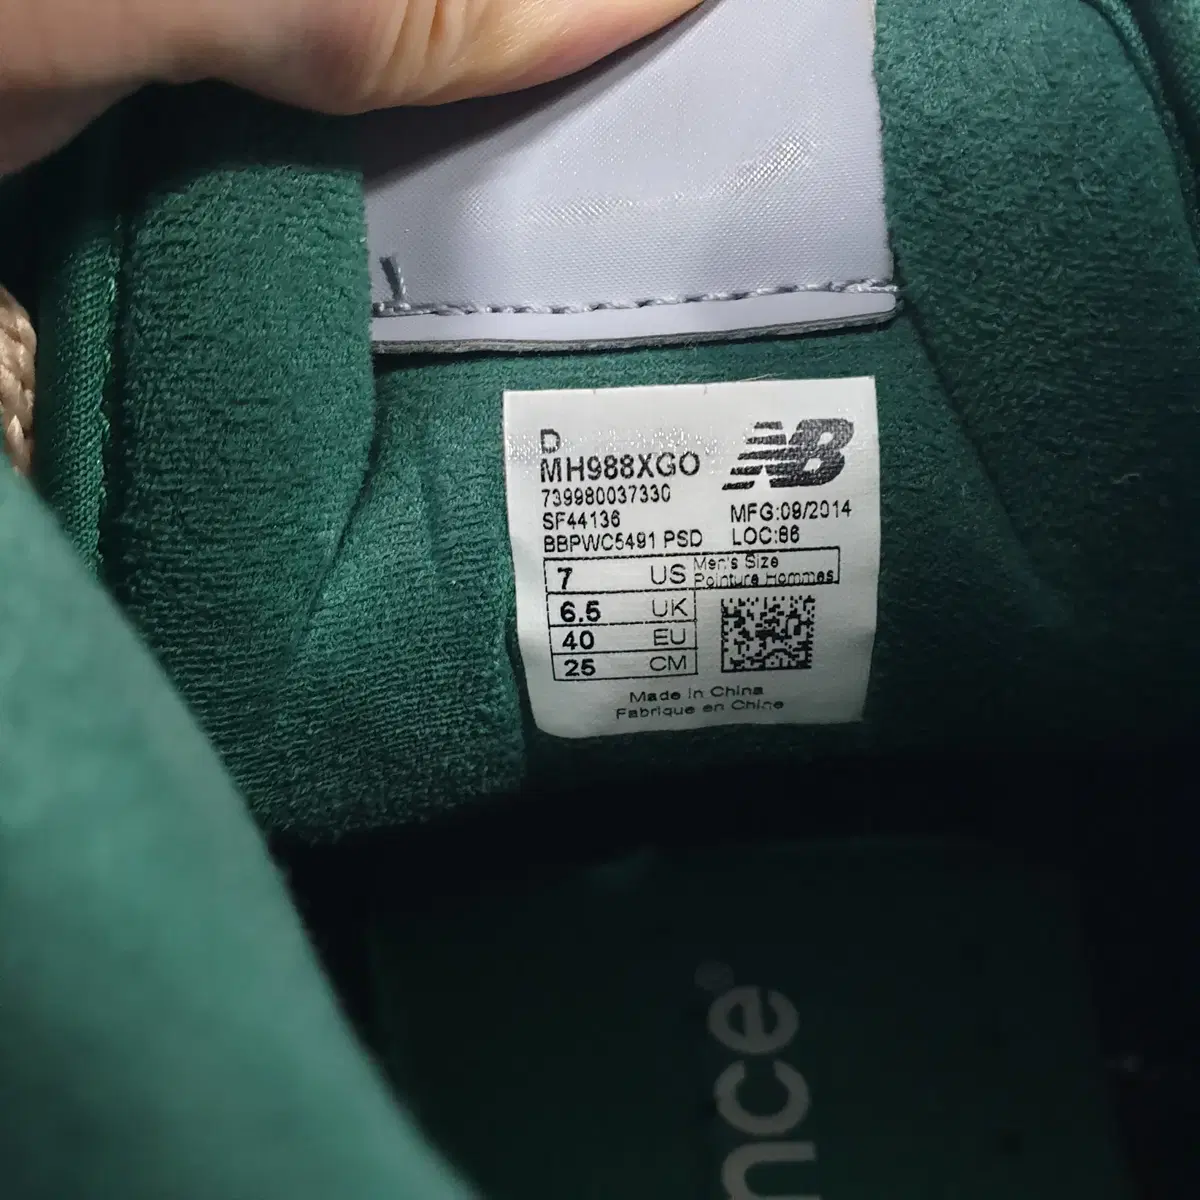 D
MH988XGO
NB
739980037330
SF44136
MFG:09/2014
BBPWC5491 PSD
LOC:86
7 US
Men's Size
Pointure Hommes
6.5 UK
40 EU
25 CM
Made in China
Fabrique en Chine
nce®